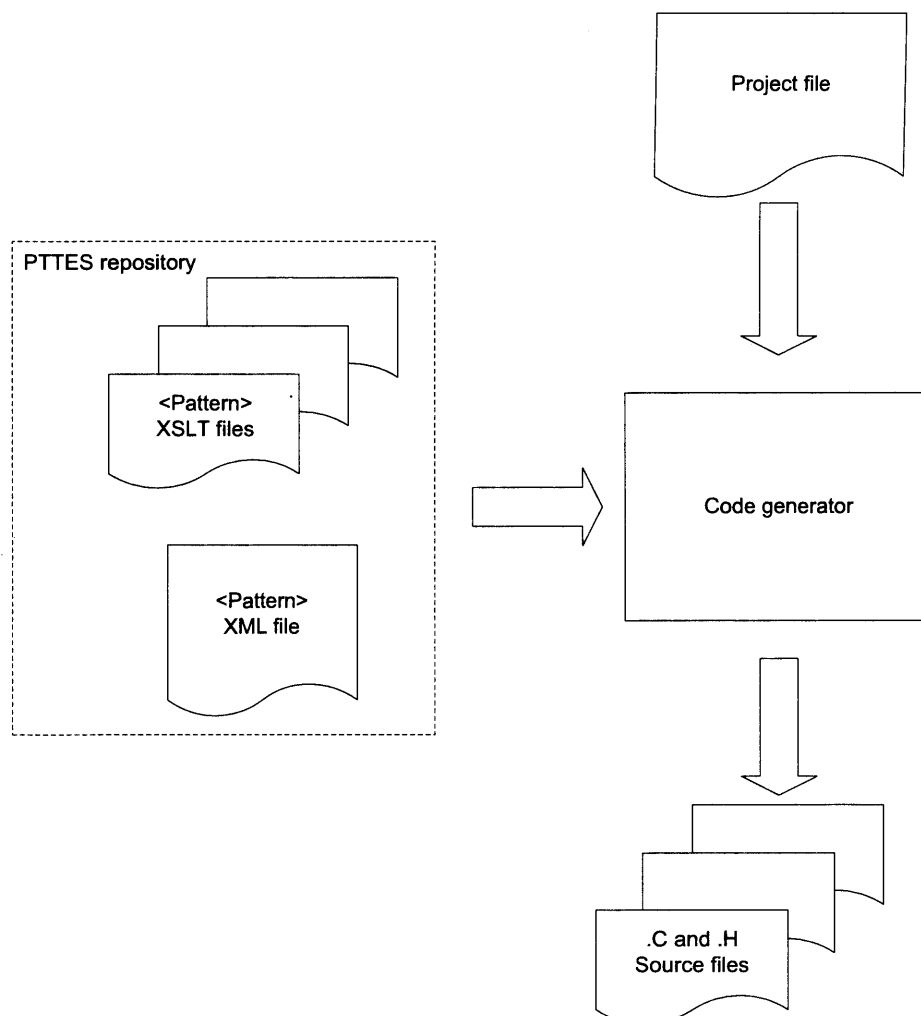 Project file
PTTES repository
<Pattern>
XSLT files
Code generator
<Pattern>
XML file
.C and .H
Source files